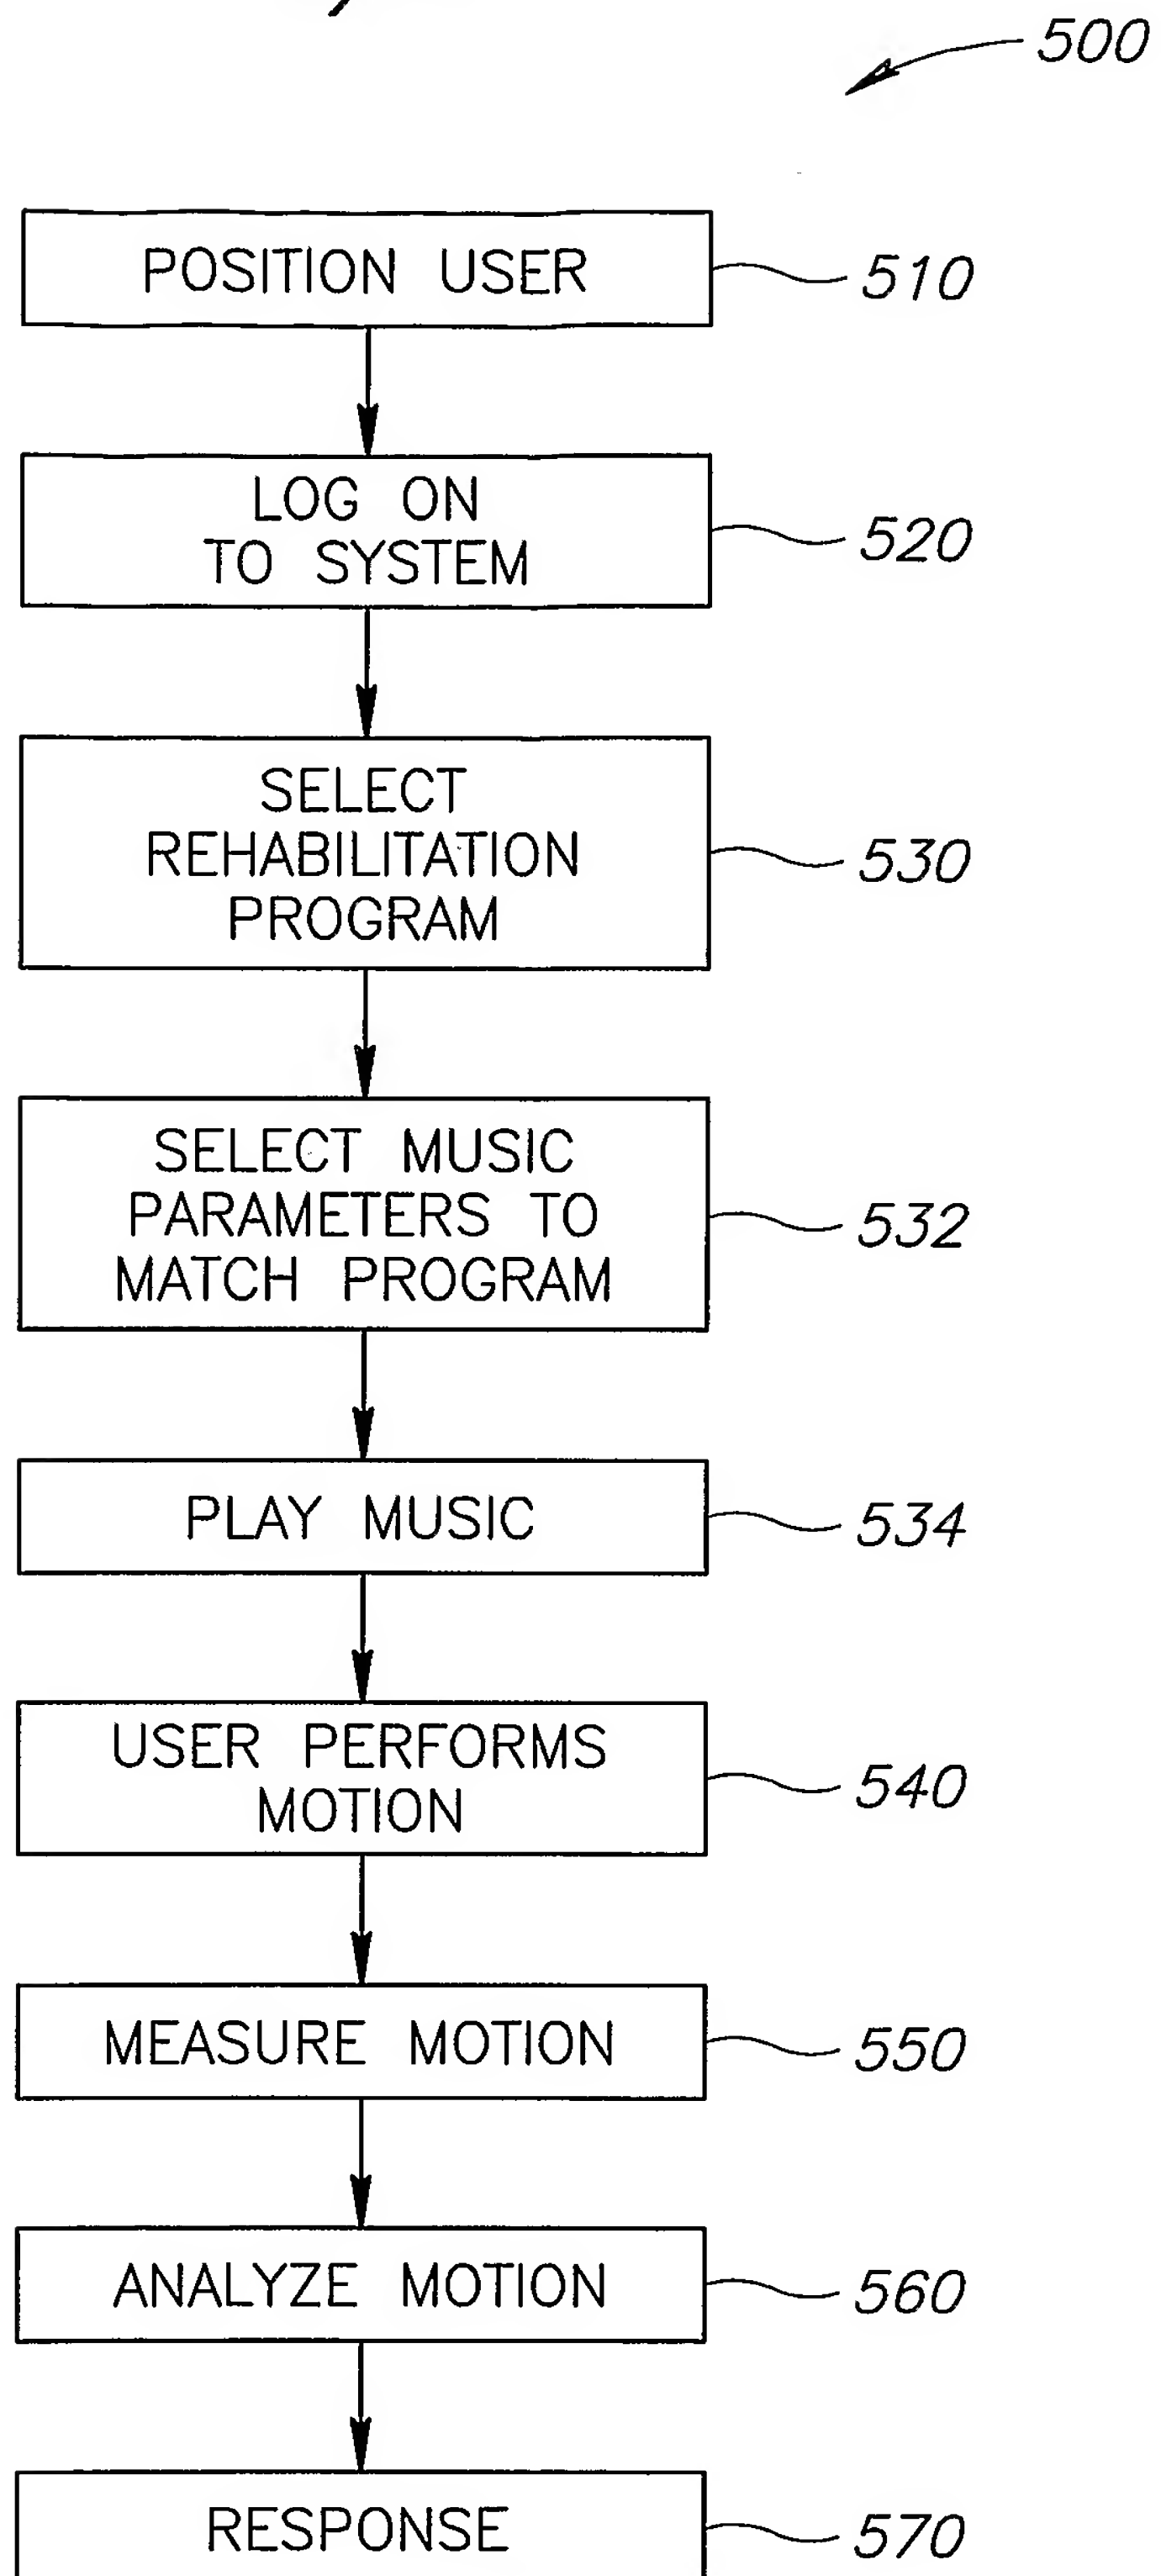 500
POSITION USER
510
LOG ON
TO SYSTEM
520
SELECT
REHABILITATION
PROGRAM
530
SELECT MUSIC
PARAMETERS TO
MATCH PROGRAM
532
PLAY MUSIC
534
USER PERFORMS
MOTION
540
MEASURE MOTION
550
ANALYZE MOTION
560
RESPONSE
570